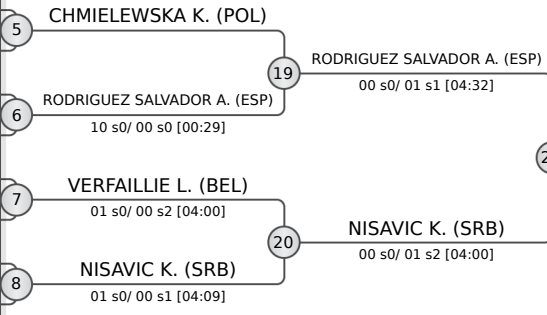 CHMIELEWSKA K. (POL)
5
19
RODRIGUEZ SALVADOR A. (ESP)
00 s0/ 01 s1 [04:32]
6
RODRIGUEZ SALVADOR A. (ESP)
10 s0/ 00 s0 [00:29]
VERFAILLIE L. (BEL)
7
01 s0/ 00 s2 [04:00]
20
NISAVIC K. (SRB)
00 s0/ 01 s2 [04:00]
NISAVIC K. (SRB)
8
01 s0/ 00 s1 [04:09]